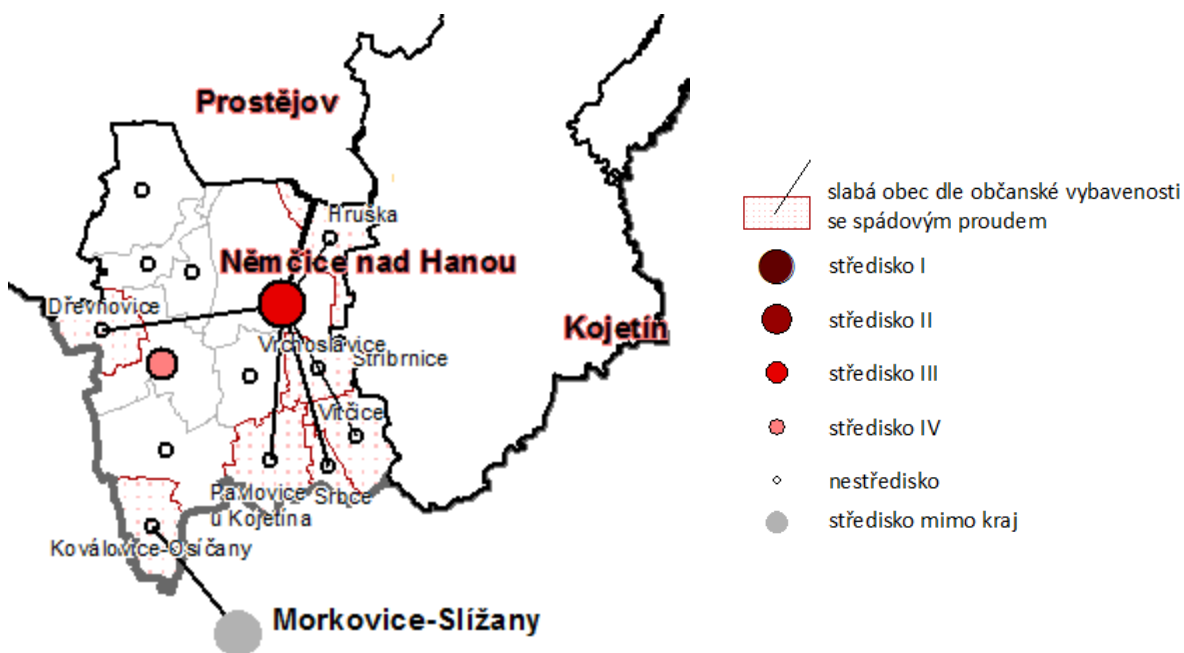 Prostějov
Hruška
Němčice nad Hanou
Dřevnovice
Kojetín
Vrchoslavice
Stříbrnice
Vitčice
Pavlovice
u Kojetína
Srbce
Koválovice-Osíčany
Morkovice-Slížany
slabá obec dle občanské vybavenosti
se spádovým proudem
středisko I
středisko II
středisko III
středisko IV
nestředisko
středisko mimo kraj